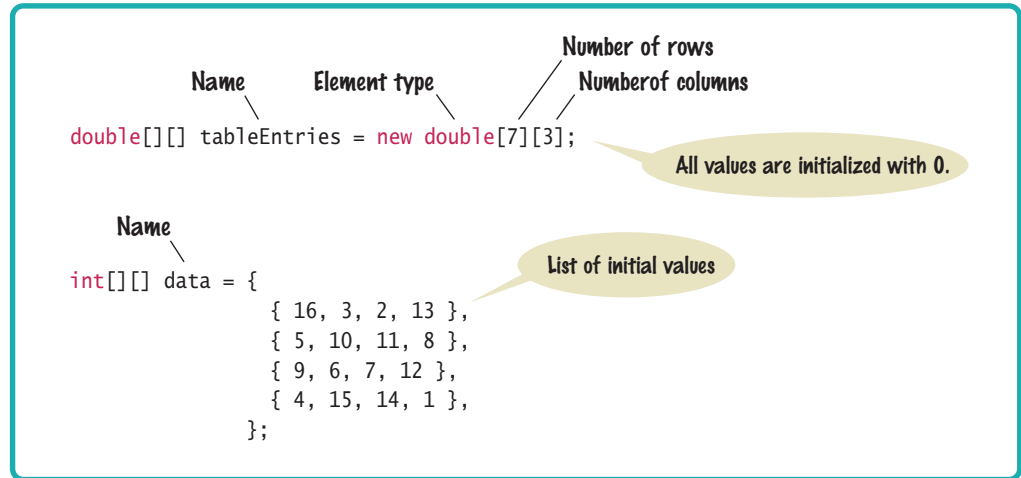 Number of rows
Name Element type Numberof columns
double[][] tableEntries = new double[7][3];
All values are initialized with 0.
Name
int[][] data = {
List of initial values
{ 16, 3, 2, 13 },
{ 5, 10, 11, 8 },
{ 9, 6, 7, 12 },
{ 4, 15, 14, 1 },
};